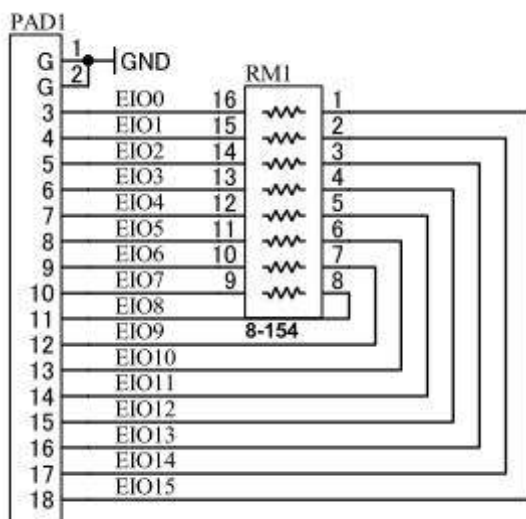 PAD1
G 1 GND
G 2 RM1
3 EIO0 16 1
4 EIO1 15 2
5 EIO2 14 3
6 EIO3 13 4
7 EIO4 12 5
8 EIO5 11 6
9 EIO6 10 7
10 EIO7 9 8
11 EIO8
12 EIO9 8-154
13 EIO10
14 EIO11
15 EIO12
16 EIO13
17 EIO14
18 EIO15